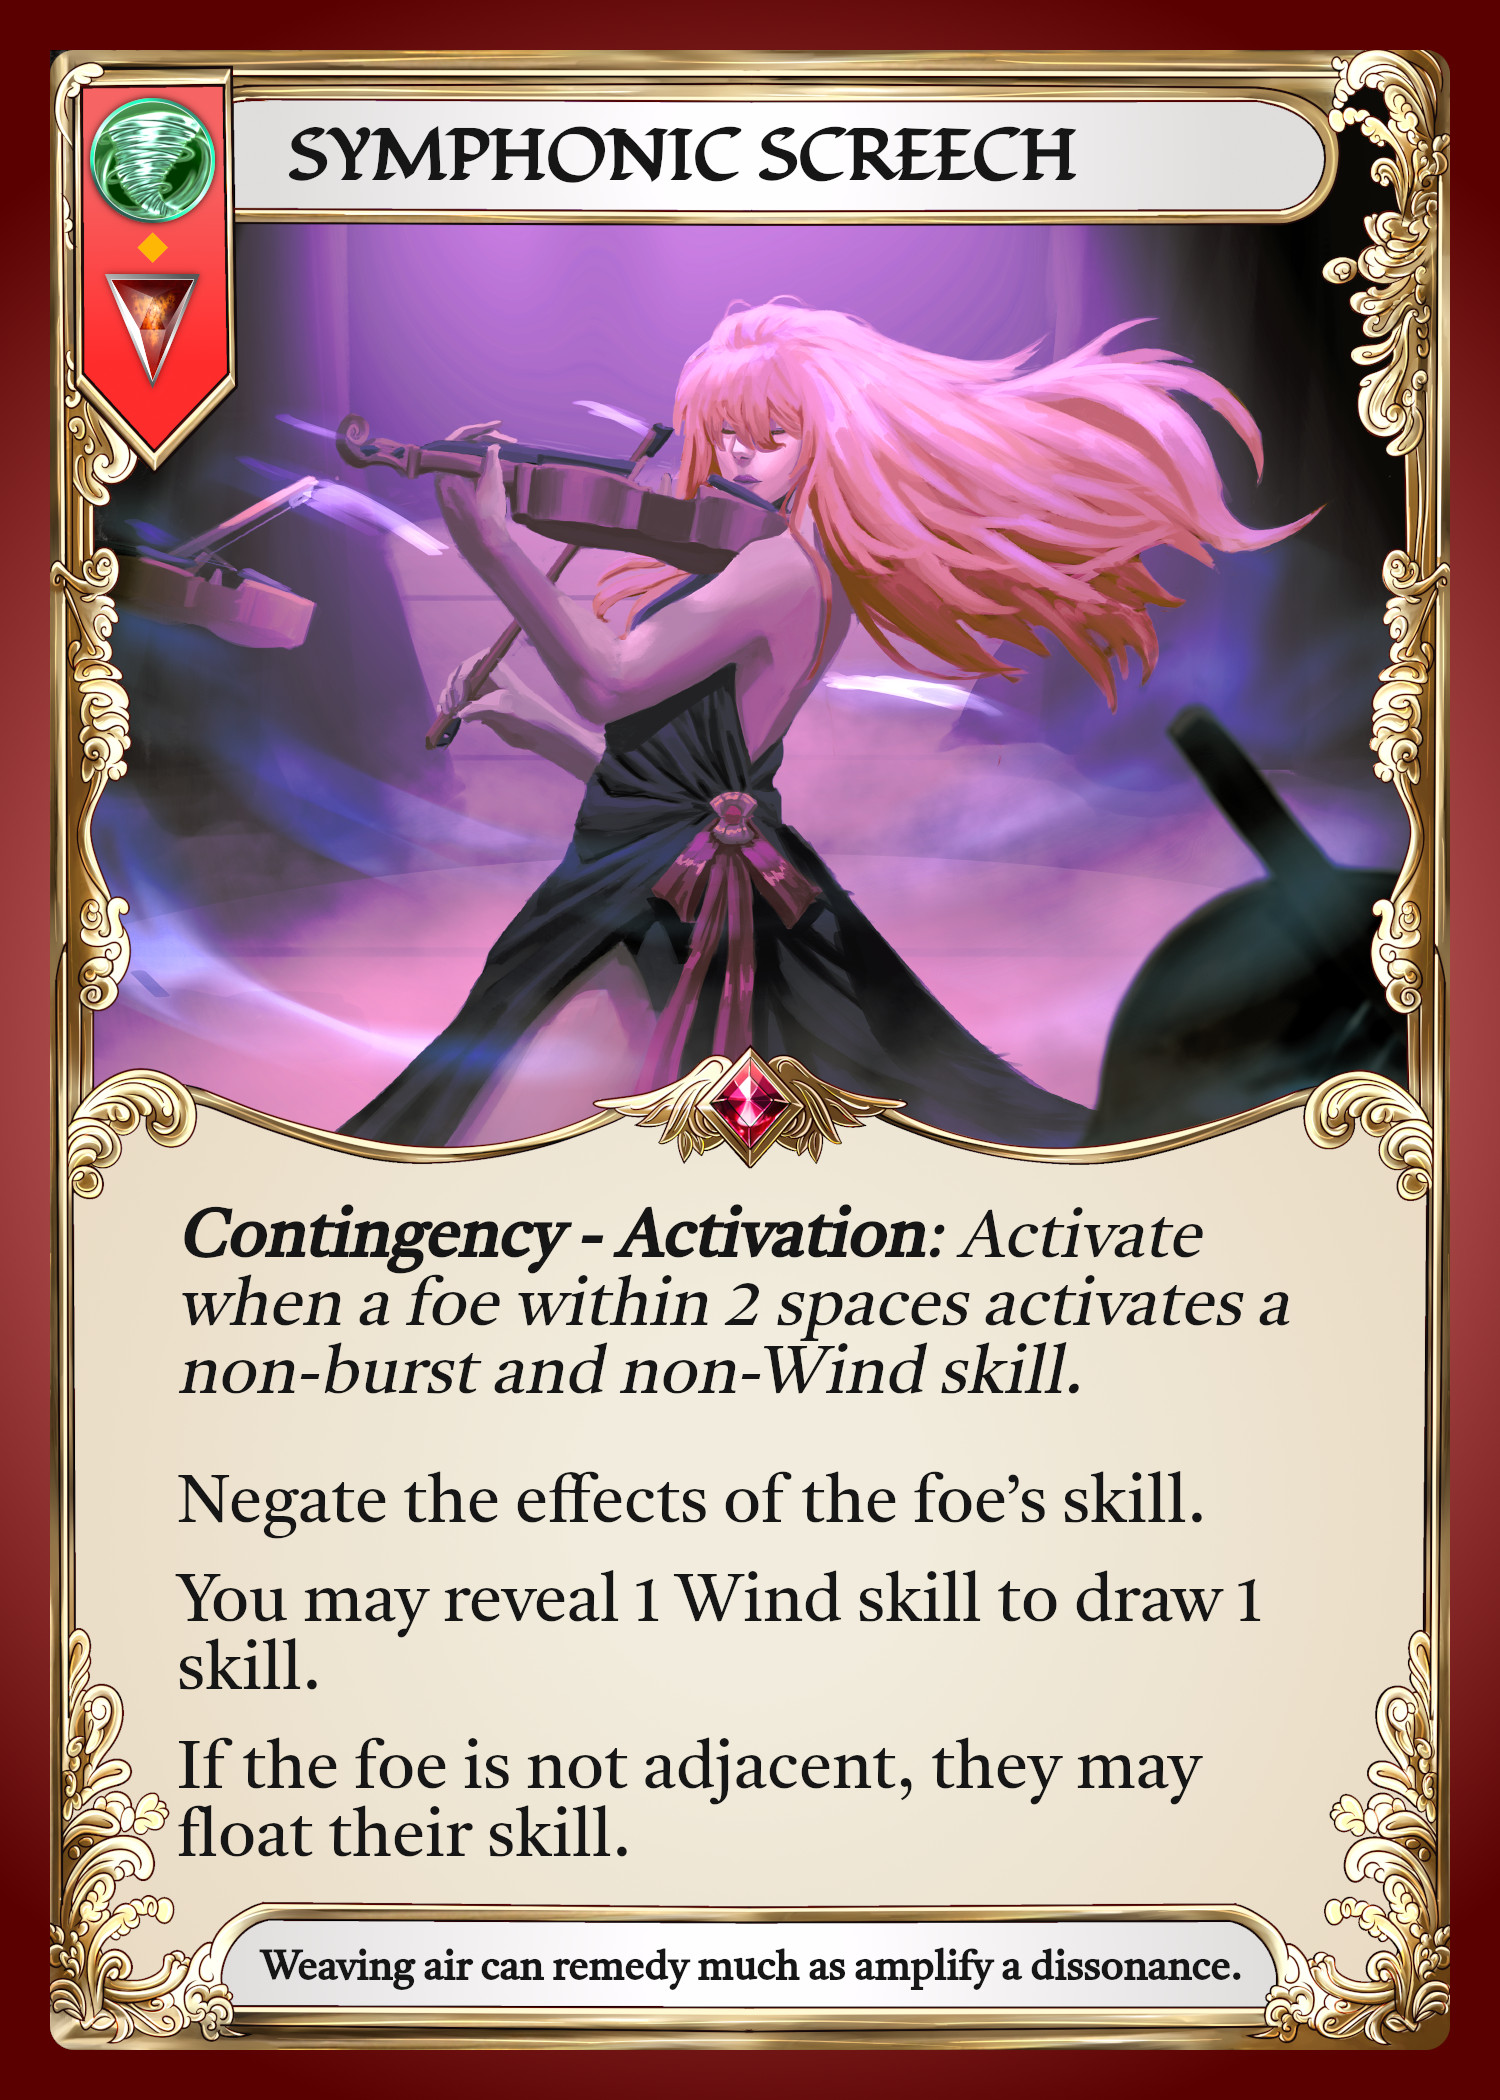 SYMPHONIC SCREECH
Contingency - Activation: Activate
when a foe within 2 spaces activates a
non-burst and non-Wind skill.
Negate the effects of the foe’s skill.
You may reveal 1 Wind skill to draw 1
skill.
If the foe is not adjacent, they may
float their skill.
Weaving air can remedy much as amplify a dissonance.